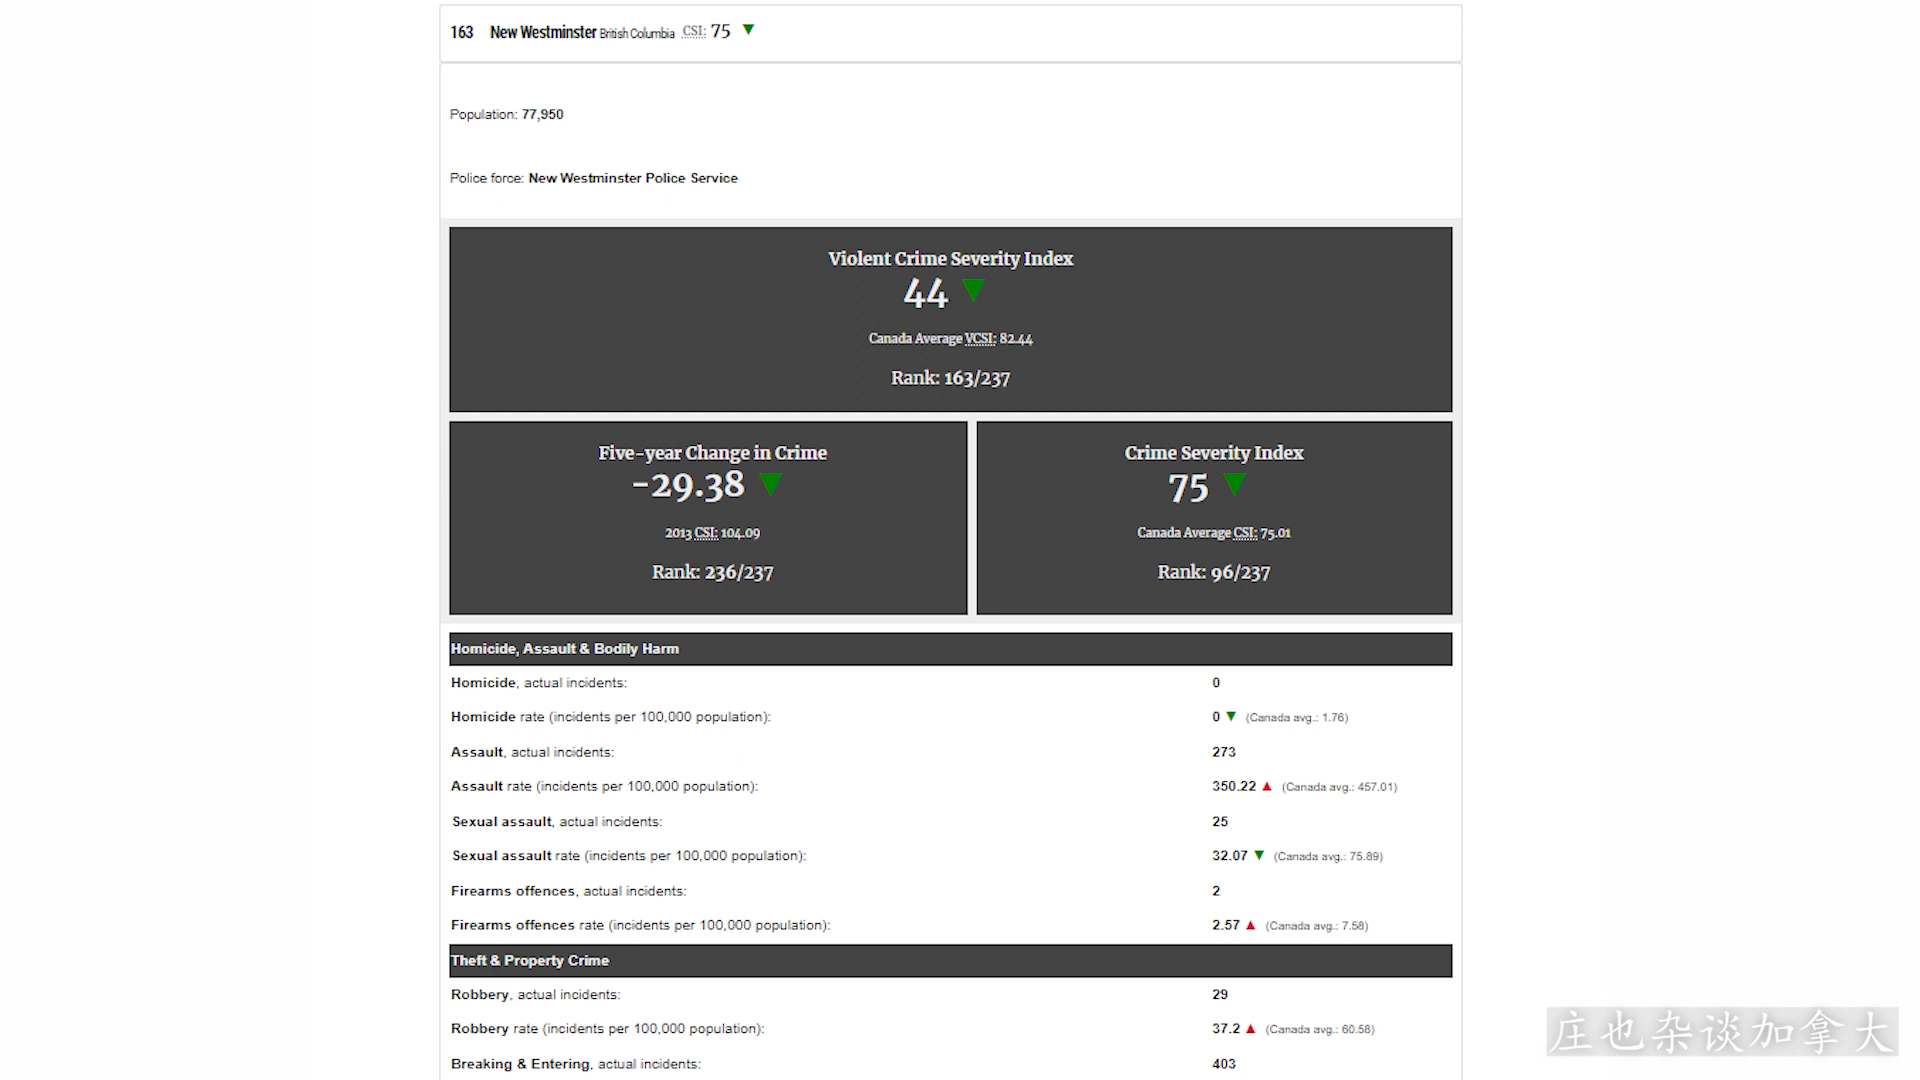 163 New Westminster British Columbia CSI: 75 ▼
Population: 77,950
Police force: New Westminster Police Service
Violent Crime Severity Index
44 ▼
Canada Average VCSI: 82.44
Rank: 163/237
Five-year Change in Crime
-29.38 ▼
2013 CSI: 104.09
Rank: 236/237
Crime Severity Index
75 ▼
Canada Average CSI: 75.01
Rank: 96/237
Homicide, Assault & Bodily Harm
Homicide, actual incidents: 0
Homicide rate (incidents per 100,000 population): 0 ▼ (Canada avg.: 1.76)
Assault, actual incidents: 273
Assault rate (incidents per 100,000 population): 350.22 ▲ (Canada avg.: 457.01)
Sexual assault, actual incidents: 25
Sexual assault rate (incidents per 100,000 population): 32.07 ▼ (Canada avg.: 75.89)
Firearms offences, actual incidents: 2
Firearms offences rate (incidents per 100,000 population): 2.57 ▲ (Canada avg.: 7.58)
Theft & Property Crime
Robbery, actual incidents: 29
Robbery rate (incidents per 100,000 population): 37.2 ▲ (Canada avg.: 60.58)
Breaking & Entering, actual incidents: 403
庄也杂谈加拿大